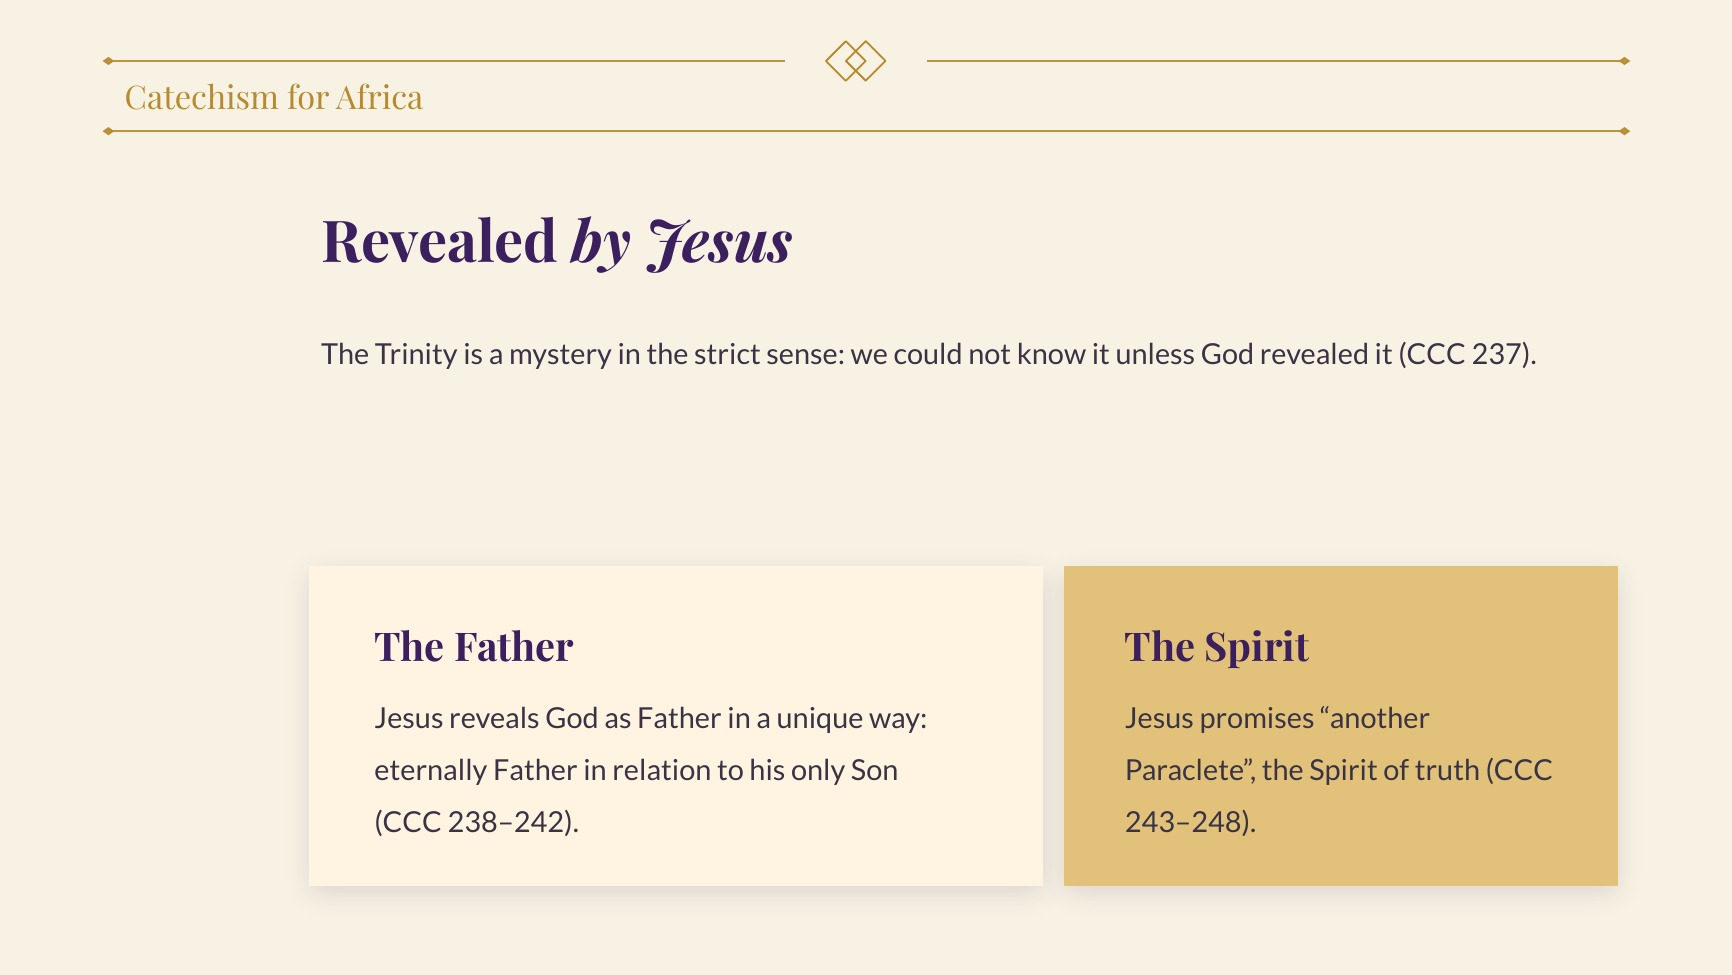 Catechism for Africa
Revealed by Jesus
The Trinity is a mystery in the strict sense: we could not know it unless God revealed it (CCC 237).
The Father
Jesus reveals God as Father in a unique way:
eternally Father in relation to his only Son
(CCC 238–242).
The Spirit
Jesus promises “another
Paraclete”, the Spirit of truth (CCC
243–248).